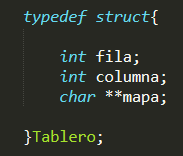 typedef struct{
int fila;
int columna;
char **mapa;
}Tablero;